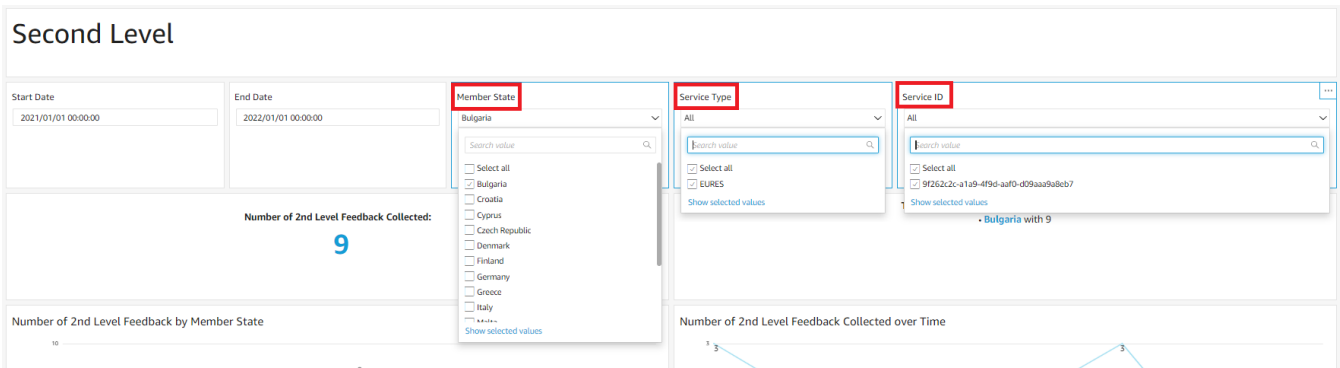 Second Level
Start Date
2021/01/01 00:00:00
End Date
2022/01/01 00:00:00
Member State
Bulgaria
Search value
Select all
Bulgaria
Croatia
Cyprus
Czech Republic
Denmark
Finland
Germany
Greece
Italy
Malta
Show selected values
Service Type
All
Search value
Select all
EURES
Show selected values
Service ID
All
Search value
Select all
9f262c2c-a1a9-4f9d-aaf0-d09aaa9a8eb7
Show selected values
Number of 2nd Level Feedback Collected:
9
• Bulgaria with 9
Number of 2nd Level Feedback by Member State
10
Number of 2nd Level Feedback Collected over Time
3
3
3